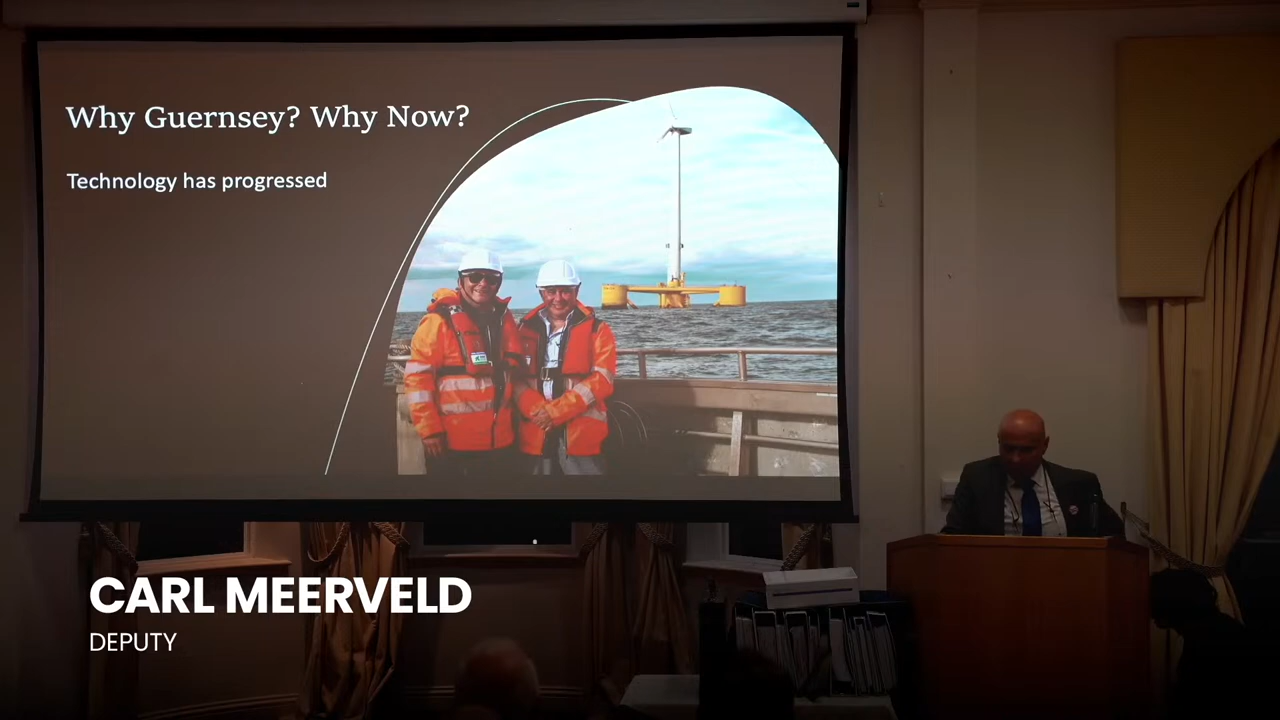 Why Guernsey? Why Now?
Technology has progressed
CARL MEERVELD
DEPUTY